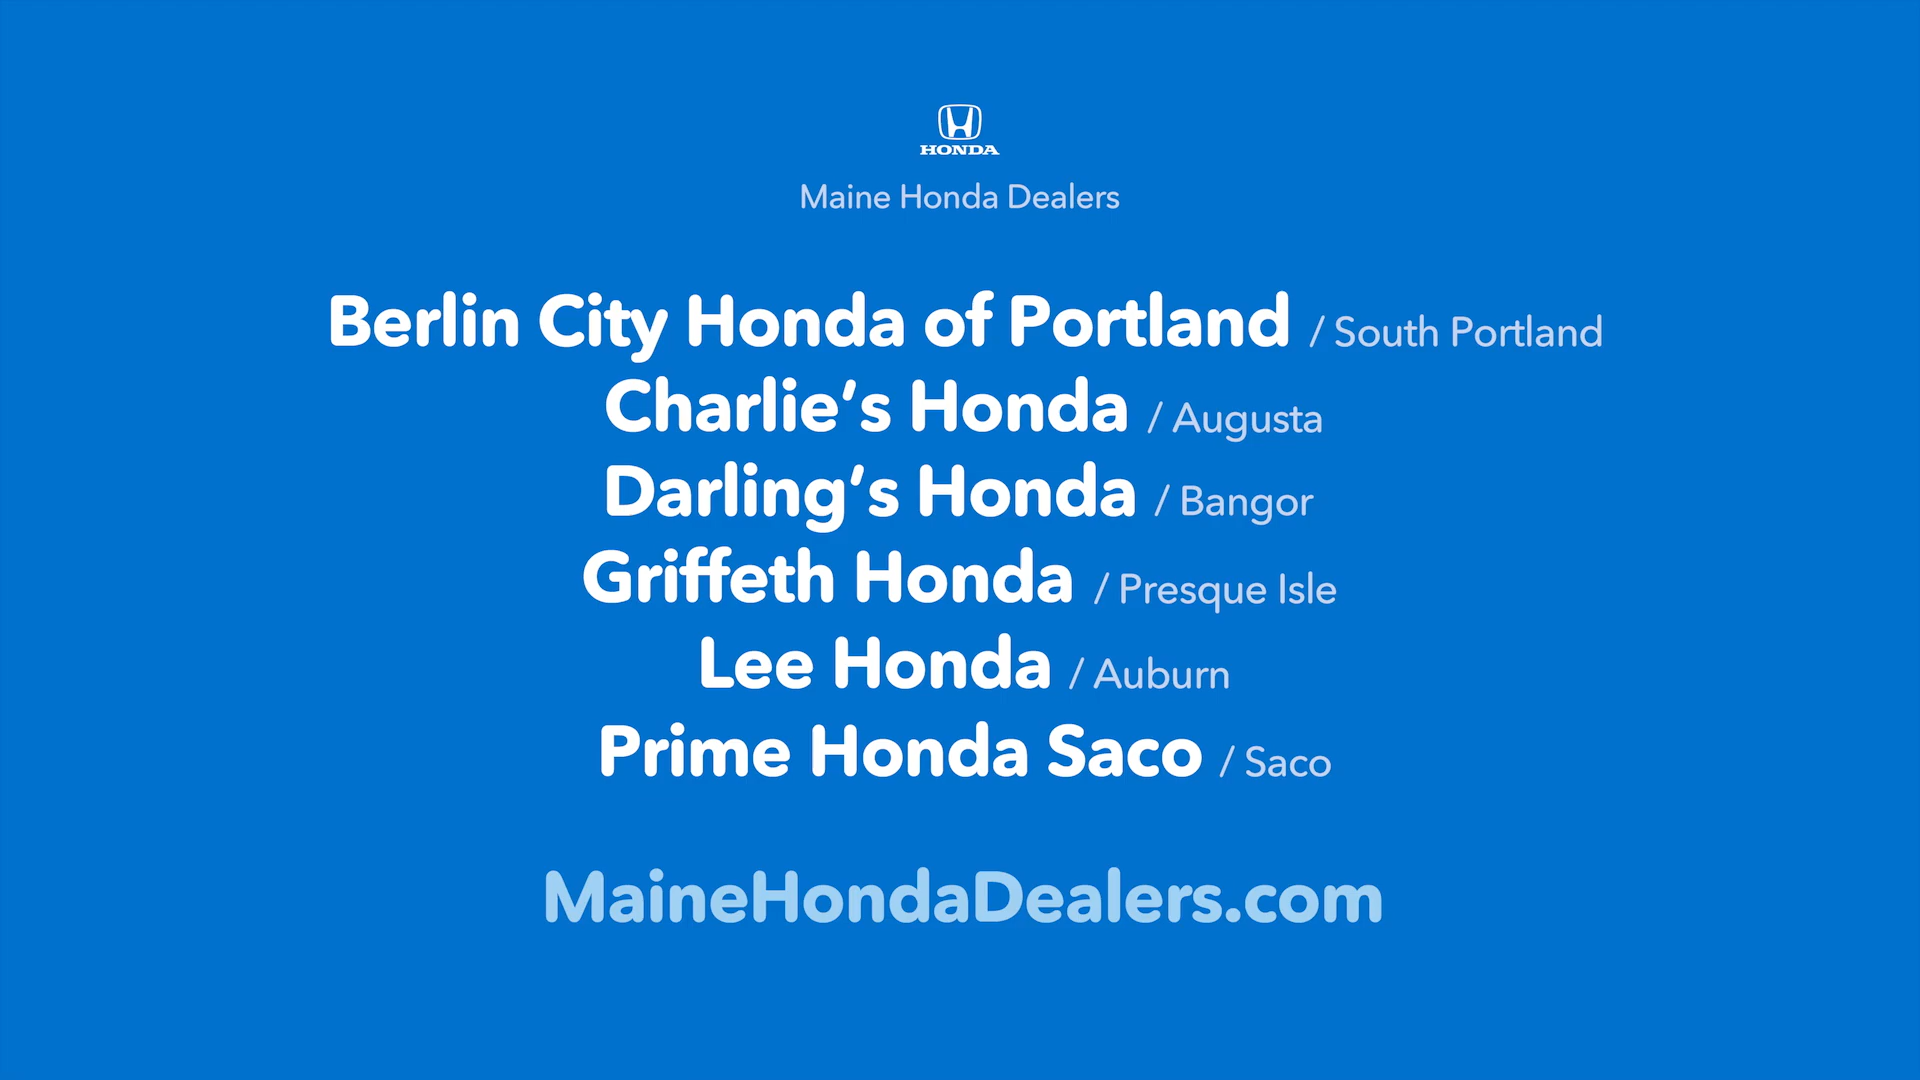 HONDA
Maine Honda Dealers
Berlin City Honda of Portland / South Portland
Charlie's Honda / Augusta
Darling's Honda / Bangor
Griffeth Honda / Presque Isle
Lee Honda / Auburn
Prime Honda Saco / Saco
MaineHondaDealers.com